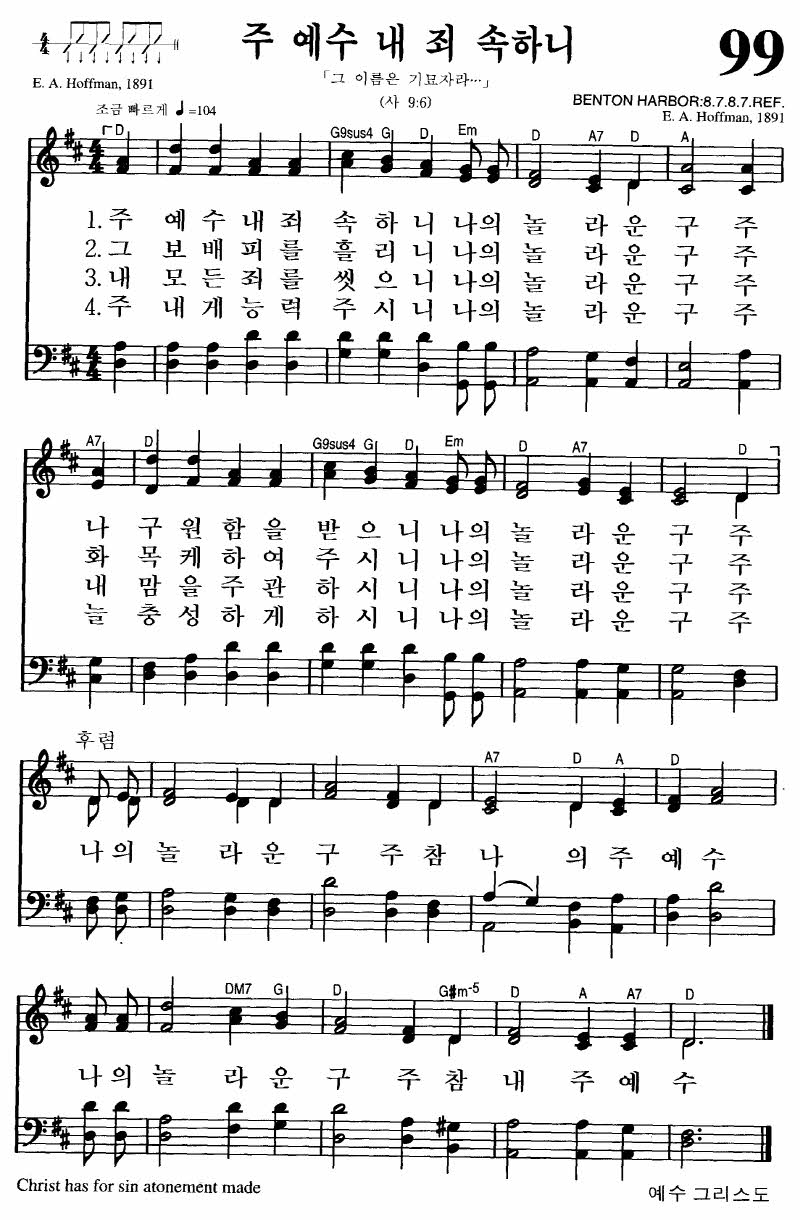 주 예수 내 죄 속하니
99
E. A. Hoffman, 1891
「그 이름은 기묘자라…」
(사 9:6)
BENTON HARBOR:8.7.8.7.REF.
E. A. Hoffman, 1891
조금 빠르게 ♩=104
D G9sus4 G D Em D A7 D A
1. 주 예 수 내 죄 속 하 니 나의 놀 라 운 구 주
2. 그 보 배 피 를 흘 리 니 나의 놀 라 운 구 주
3. 내 모 든 죄 를 씻 으 니 나의 놀 라 운 구 주
4. 주 내 게 능 력 주 시 니 나의 놀 라 운 구 주
A7 D G9sus4 G D Em D A7 D
나 구 원 함 을 받 으 니 나의 놀 라 운 구 주
화 목 케 하 여 주 시 니 나의 놀 라 운 구 주
내 맘 을 주 관 하 시 니 나의 놀 라 운 구 주
늘 충 성 하 게 하 시 니 나의 놀 라 운 구 주
후렴
A7 D A D
나 의 놀 라 운 구 주 참 나 의 주 예 수
DM7 G D G#m-5 D A A7 D
나 의 놀 라 운 구 주 참 내 주 예 수
Christ has for sin atonement made
예수 그리스도